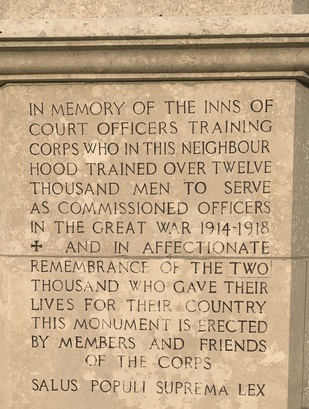 IN MEMORY OF THE INNS OF
COURT OFFICERS TRAINING
CORPS WHO IN THIS NEIGHBOUR
HOOD TRAINED OVER TWELVE
THOUSAND MEN TO SERVE
AS COMMISSIONED OFFICERS
IN THE GREAT WAR 1914-1918
✠ AND IN AFFECTIONATE
REMEMBRANCE OF THE TWO
THOUSAND WHO GAVE THEIR
LIVES FOR THEIR COUNTRY
THIS MONUMENT IS ERECTED
BY MEMBERS AND FRIENDS
OF THE CORPS
SALUS POPULI SUPREMA LEX